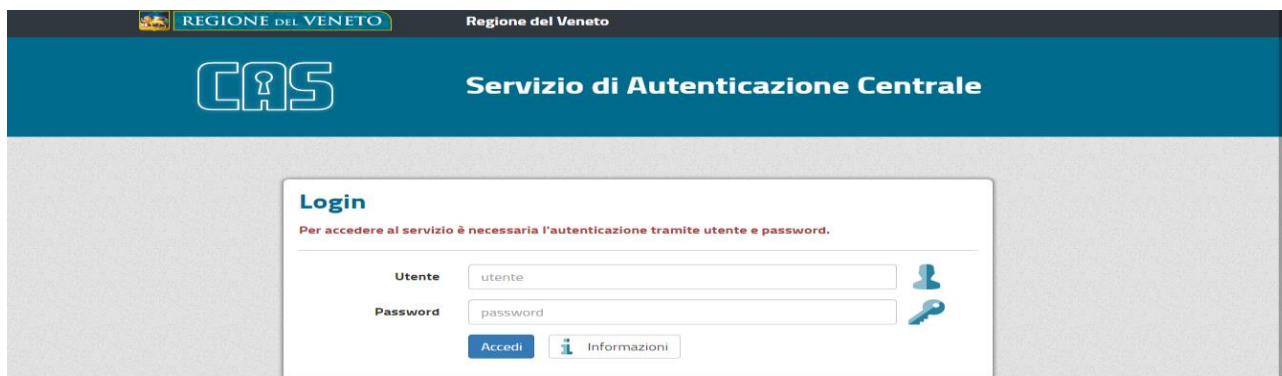 REGIONE DEL VENETO
Regione del Veneto
CAS
Servizio di Autenticazione Centrale
Login
Per accedere al servizio è necessaria l'autenticazione tramite utente e password.
Utente utente
Password password
Accedi i Informazioni